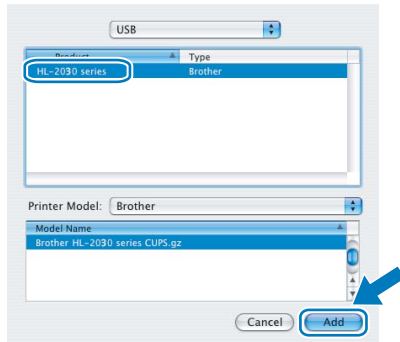 USB
Product Type
HL-2030 series Brother
Printer Model: Brother
Model Name
Brother HL-2030 series CUPS.gz
Cancel Add